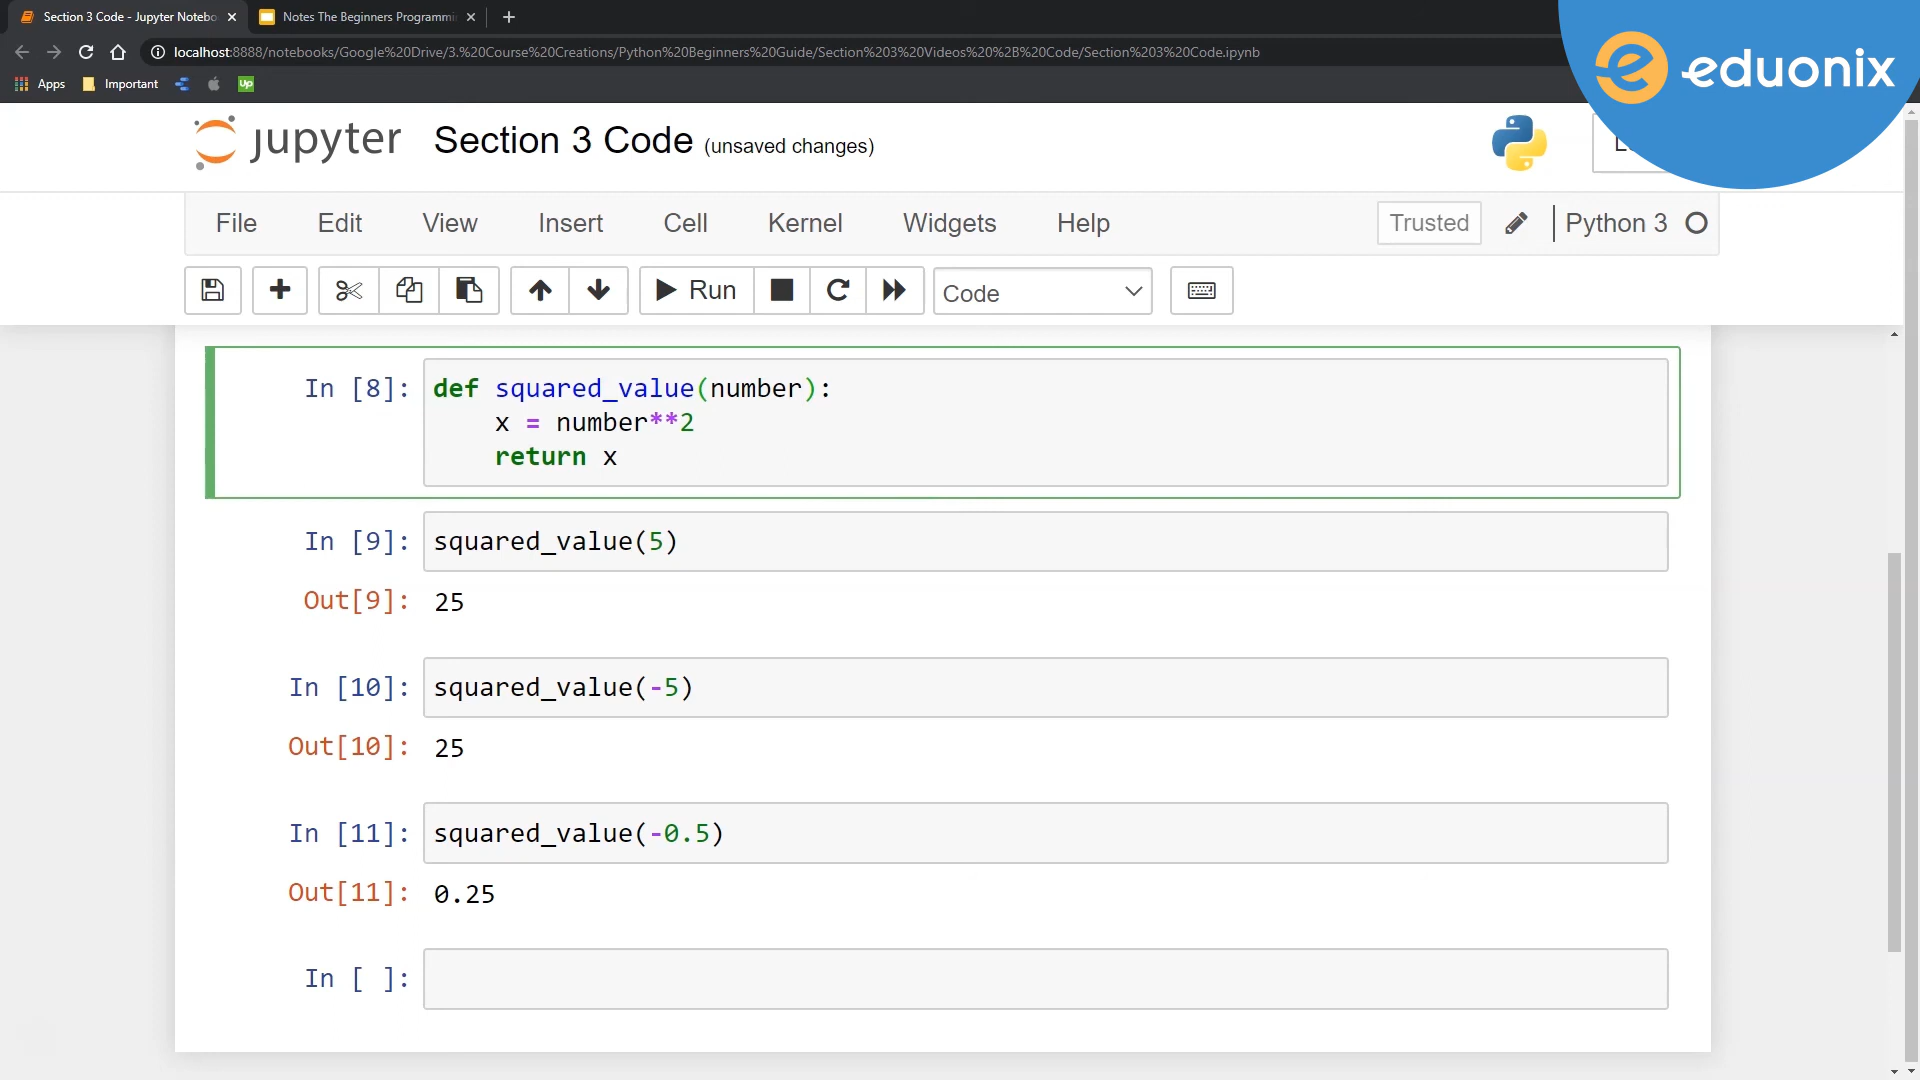 Section 3 Code - Jupyter Notebo
Notes The Beginners Programmi
localhost:8888/notebooks/Google%20Drive/3.%20Course%20Creations/Python%20Beginners%20Guide/Section%203%20Videos%20%2B%20Code/Section%203%20Code.ipynb
Apps
Important
Up
eduonix
jupyter Section 3 Code (unsaved changes)
File Edit View Insert Cell Kernel Widgets Help Trusted Python 3
Run Code
In [8]: def squared_value(number):
x = number**2
return x
In [9]: squared_value(5)
Out[9]: 25
In [10]: squared_value(-5)
Out[10]: 25
In [11]: squared_value(-0.5)
Out[11]: 0.25
In [ ]: